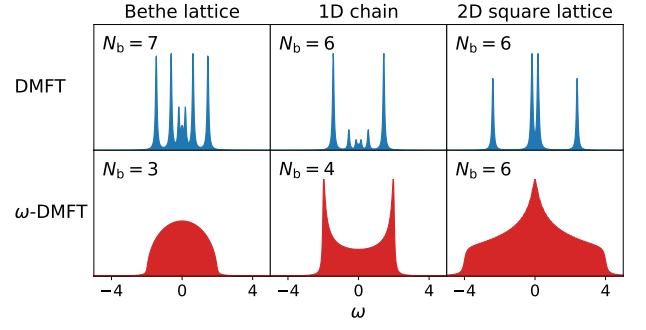 Bethe lattice 1D chain 2D square lattice
DMFT
N_b = 7 N_b = 6 N_b = 6
ω-DMFT
N_b = 3 N_b = 4 N_b = 6
−4 0 4 −4 0 4 −4 0 4
ω